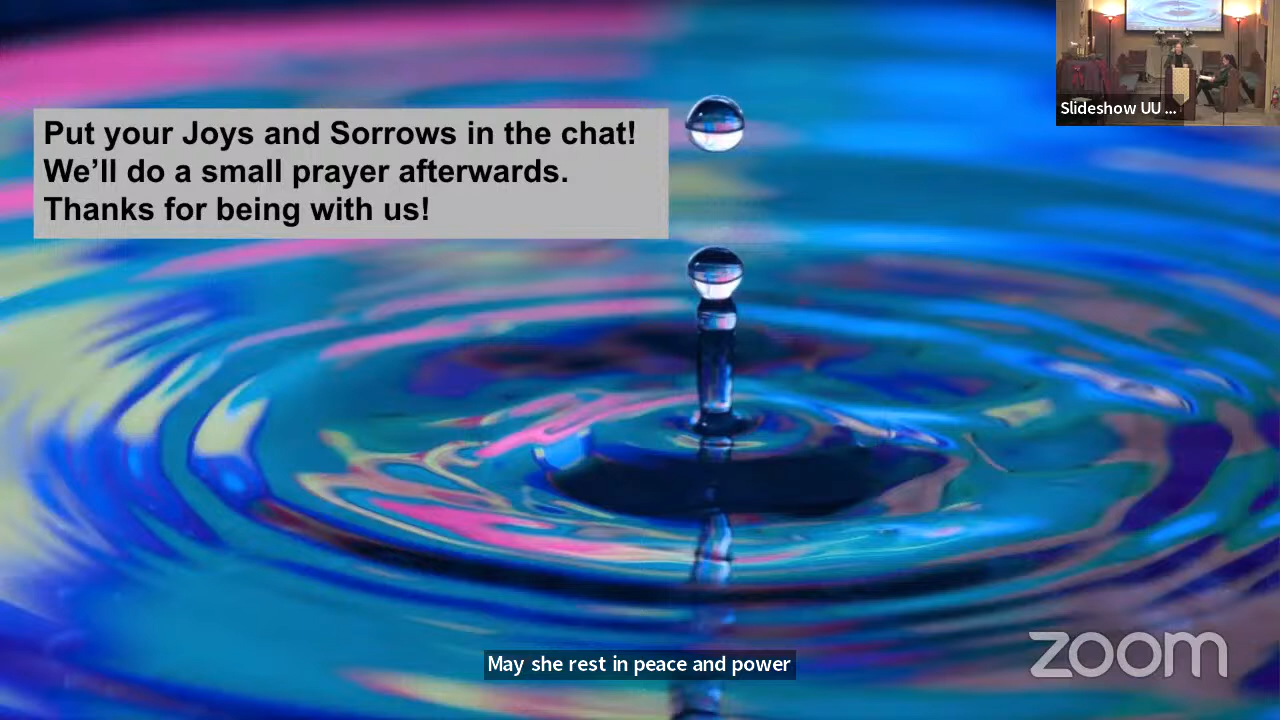 Slideshow UU ...
Put your Joys and Sorrows in the chat!
We’ll do a small prayer afterwards.
Thanks for being with us!
zoom
May she rest in peace and power